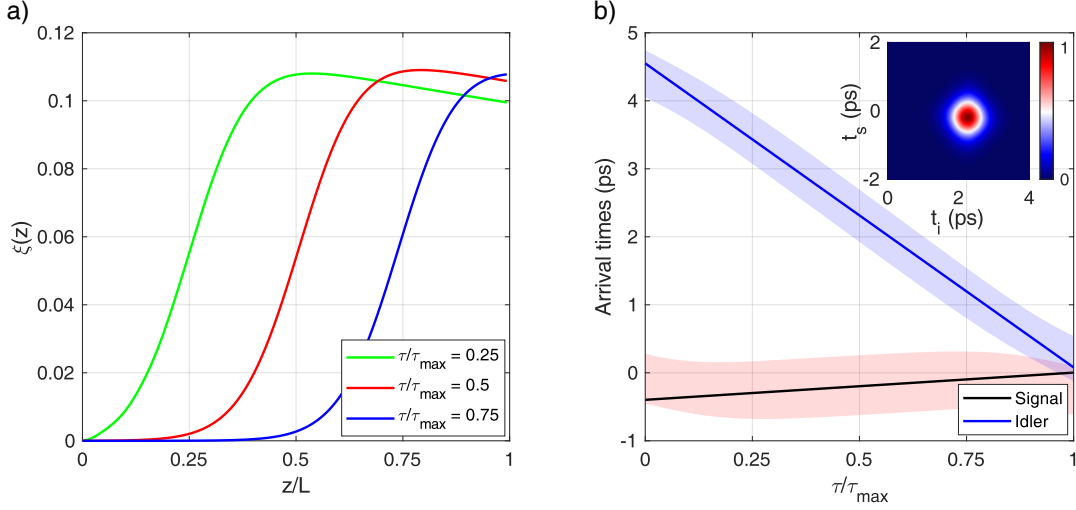 a)
0.12
0.1
0.08
0.06
0.04
0.02
0
ξ(z)
0
0.25
0.5
0.75
1
z/L
τ/τmax = 0.25
τ/τmax = 0.5
τ/τmax = 0.75
b)
5
4
3
2
1
0
-1
Arrival times (ps)
0
0.25
0.5
0.75
1
τ/τmax
Signal
Idler
2
0
-2
ts (ps)
0
2
4
ti (ps)
1
0